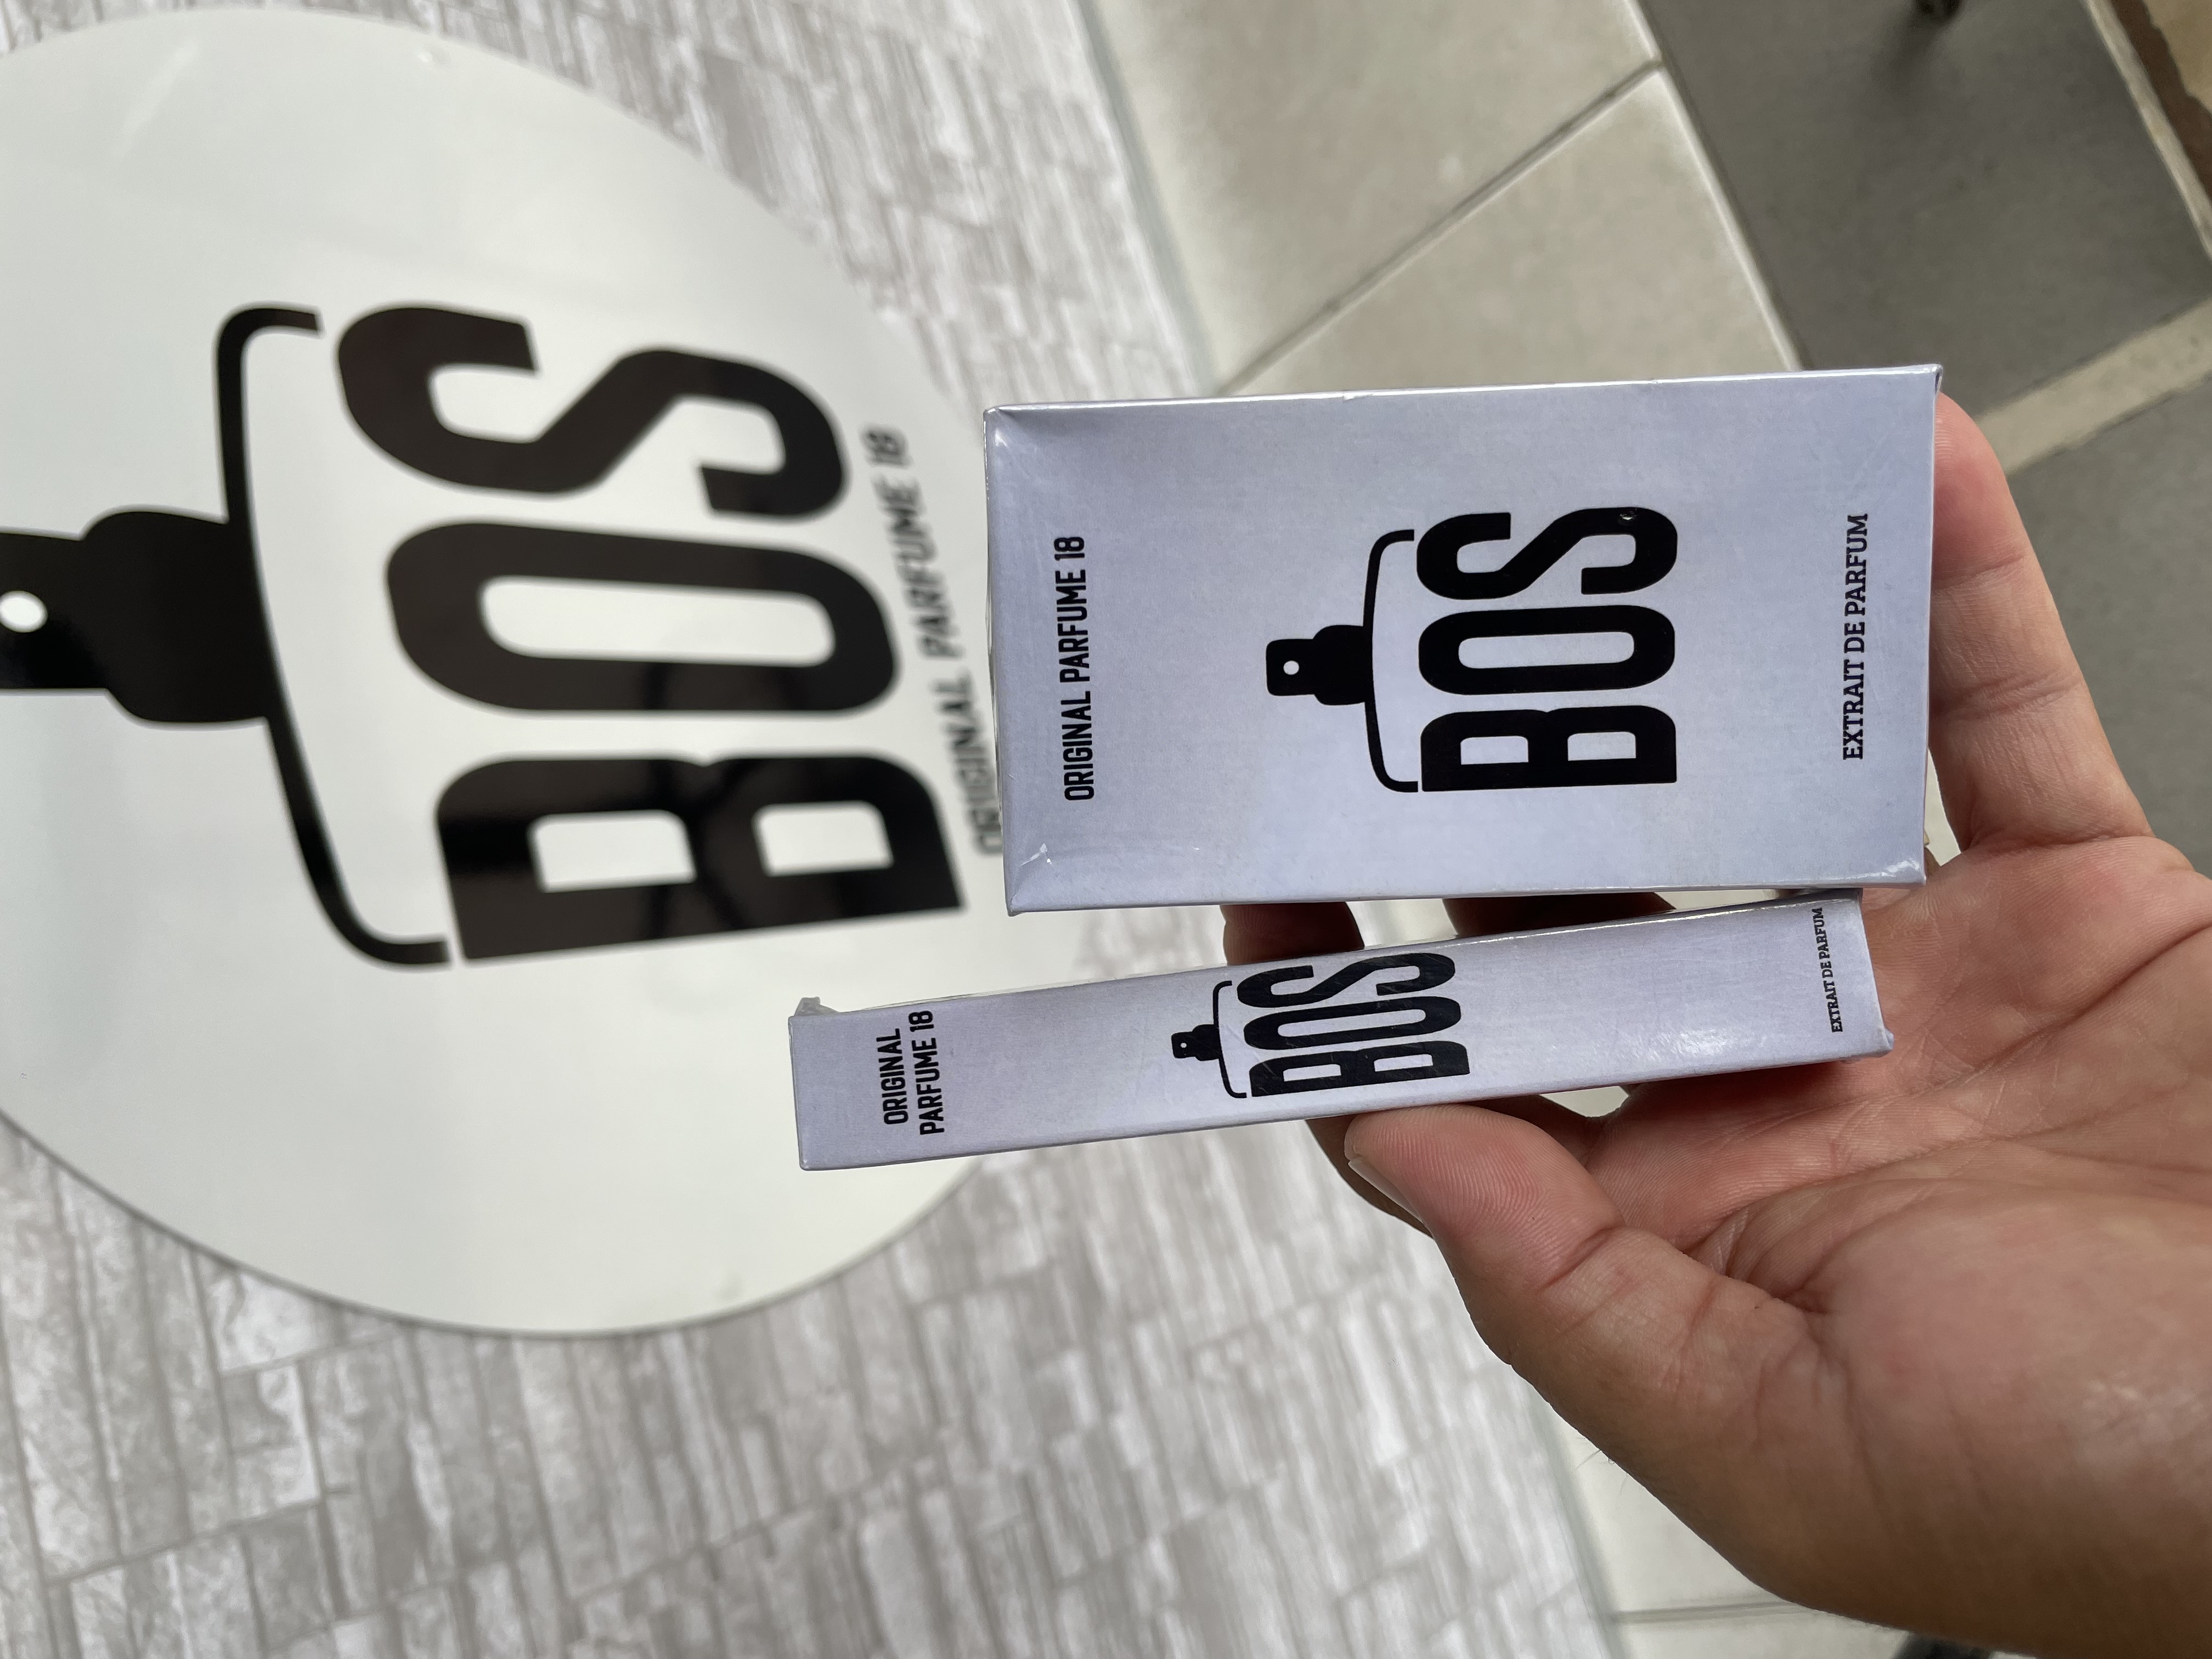 BOS
ORIGINAL PARFUME 18
ORIGINAL PARFUME 18
BOS
EXTRAIT DE PARFUM
ORIGINAL
PARFUME 18
BOS
EXTRAIT DE PARFUM